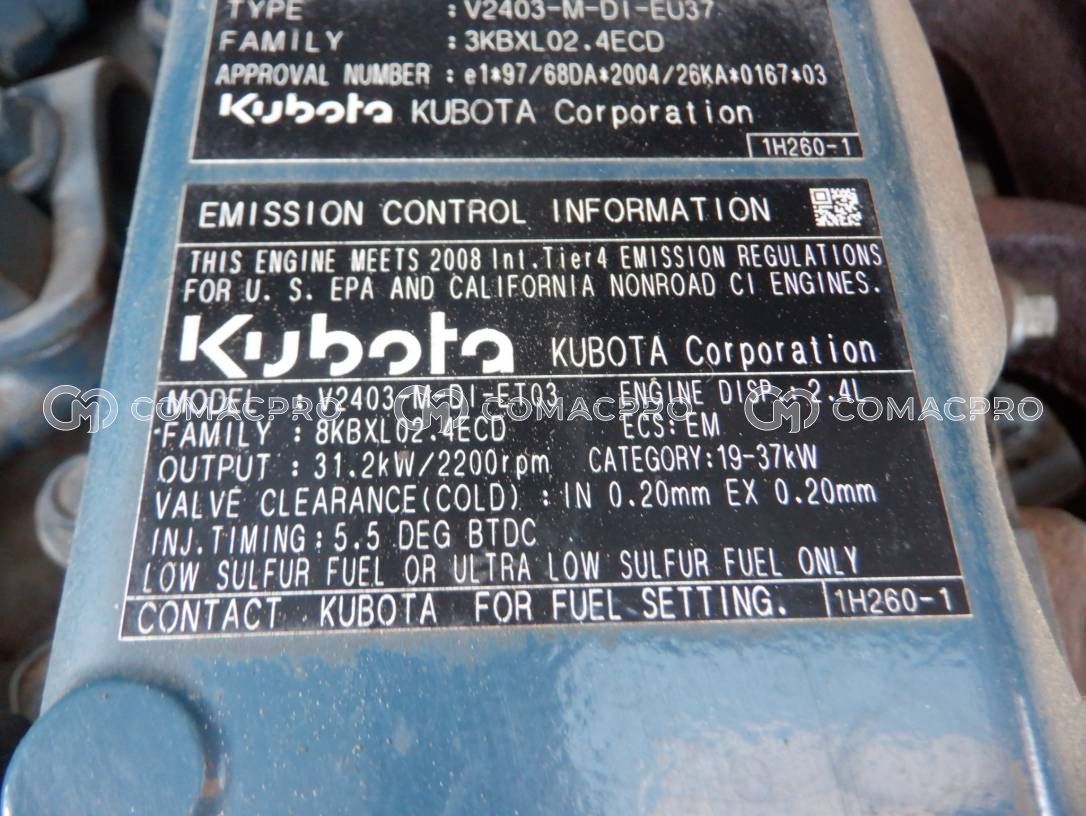 TYPE : V2403-M-DI-EU37
FAMILY : 3KBXL02.4ECD
APPROVAL NUMBER : e1*97/68DA*2004/26KA*0167*03
Kubota KUBOTA Corporation
1H260-1
EMISSION CONTROL INFORMATION
THIS ENGINE MEETS 2008 Int.Tier4 EMISSION REGULATIONS
FOR U. S. EPA AND CALIFORNIA NONROAD CI ENGINES.
Kubota KUBOTA Corporation
MODEL : V2403-M-DI-ET03 ENGINE DISP.: 2.4L
COMACPRO COMACPRO COMACPRO
FAMILY : 8KBXL02.4ECD ECS:EM
OUTPUT : 31.2kW/2200rpm CATEGORY:19-37kW
VALVE CLEARANCE(COLD) : IN 0.20mm EX 0.20mm
INJ.TIMING : 5.5 DEG BTDC
LOW SULFUR FUEL OR ULTRA LOW SULFUR FUEL ONLY
CONTACT KUBOTA FOR FUEL SETTING. 1H260-1